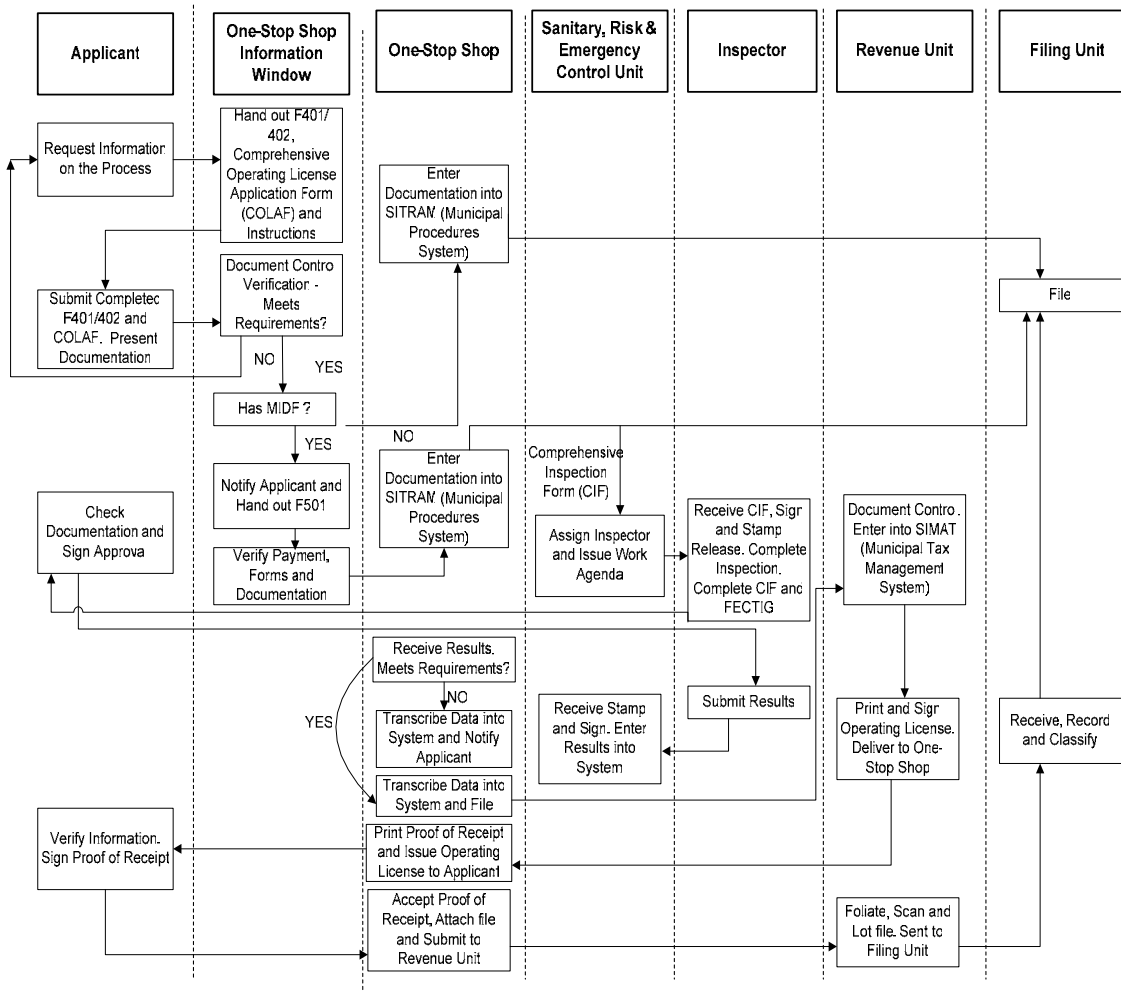 Applicant
One-Stop Shop
Information
Window
One-Stop Shop
Sanitary, Risk &
Emergency
Control Unit
Inspector
Revenue Unit
Filing Unit
Request Information
on the Process
Hand out F401/
402,
Comprehensive
Operating License
Application Form
(COLAF) and
Instructions
Enter
Documentation into
SITRAM (Municipal
Procedures
System)
Submit Completed
F401/402 and
COLAF. Present
Documentation
Document Contro
Verification -
Meets
Requirements?
File
NO
YES
Has MIDF ?
YES
NO
Notify Applicant and
Hand out F501
Enter
Documentation into
SITRAM (Municipal
Procedures
System)
Comprehensive
Inspection
Form (CIF)
Check
Documentation and
Sign Approva
Verify Payment,
Forms and
Documentation
Assign Inspector
and Issue Work
Agenda
Receive CIF, Sign
and Stamp
Release. Complete
Inspection.
Complete CIF and
FECTIG
Document Contro.
Enter into SIMAT
(Municipal Tax
Management
System)
Receive Results.
Meets Requirements?
NO
YES
Transcribe Data into
System and Notify
Applicant
Receive Stamp
and Sign. Enter
Results into
System
Submit Results
Print and Sign
Operating License.
Deliver to One-
Stop Shop
Receive, Record
and Classify
Transcribe Data into
System and File
Verify Information.
Sign Proof of Receipt
Print Proof of Receipt
and Issue Operating
License to Applicant
Accept Proof of
Receipt, Attach file
and Submit to
Revenue Unit
Foliate, Scan and
Lot file. Sent to
Filing Unit